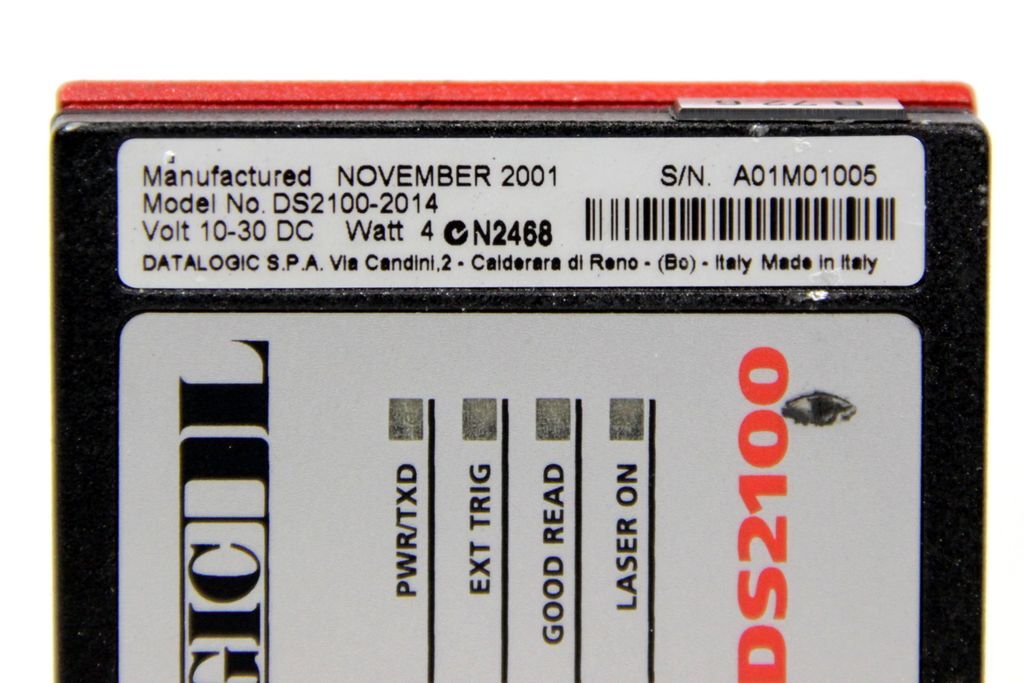 Manufactured NOVEMBER 2001 S/N. A01M01005
Model No. DS2100-2014
Volt 10-30 DC Watt 4 N2468
DATALOGIC S.P.A. Via Candini,2 - Calderara di Reno - (Bo) - Italy Made in Italy
GIC
PWR/TXD
EXT TRIG
GOOD READ
LASER ON
DS2100